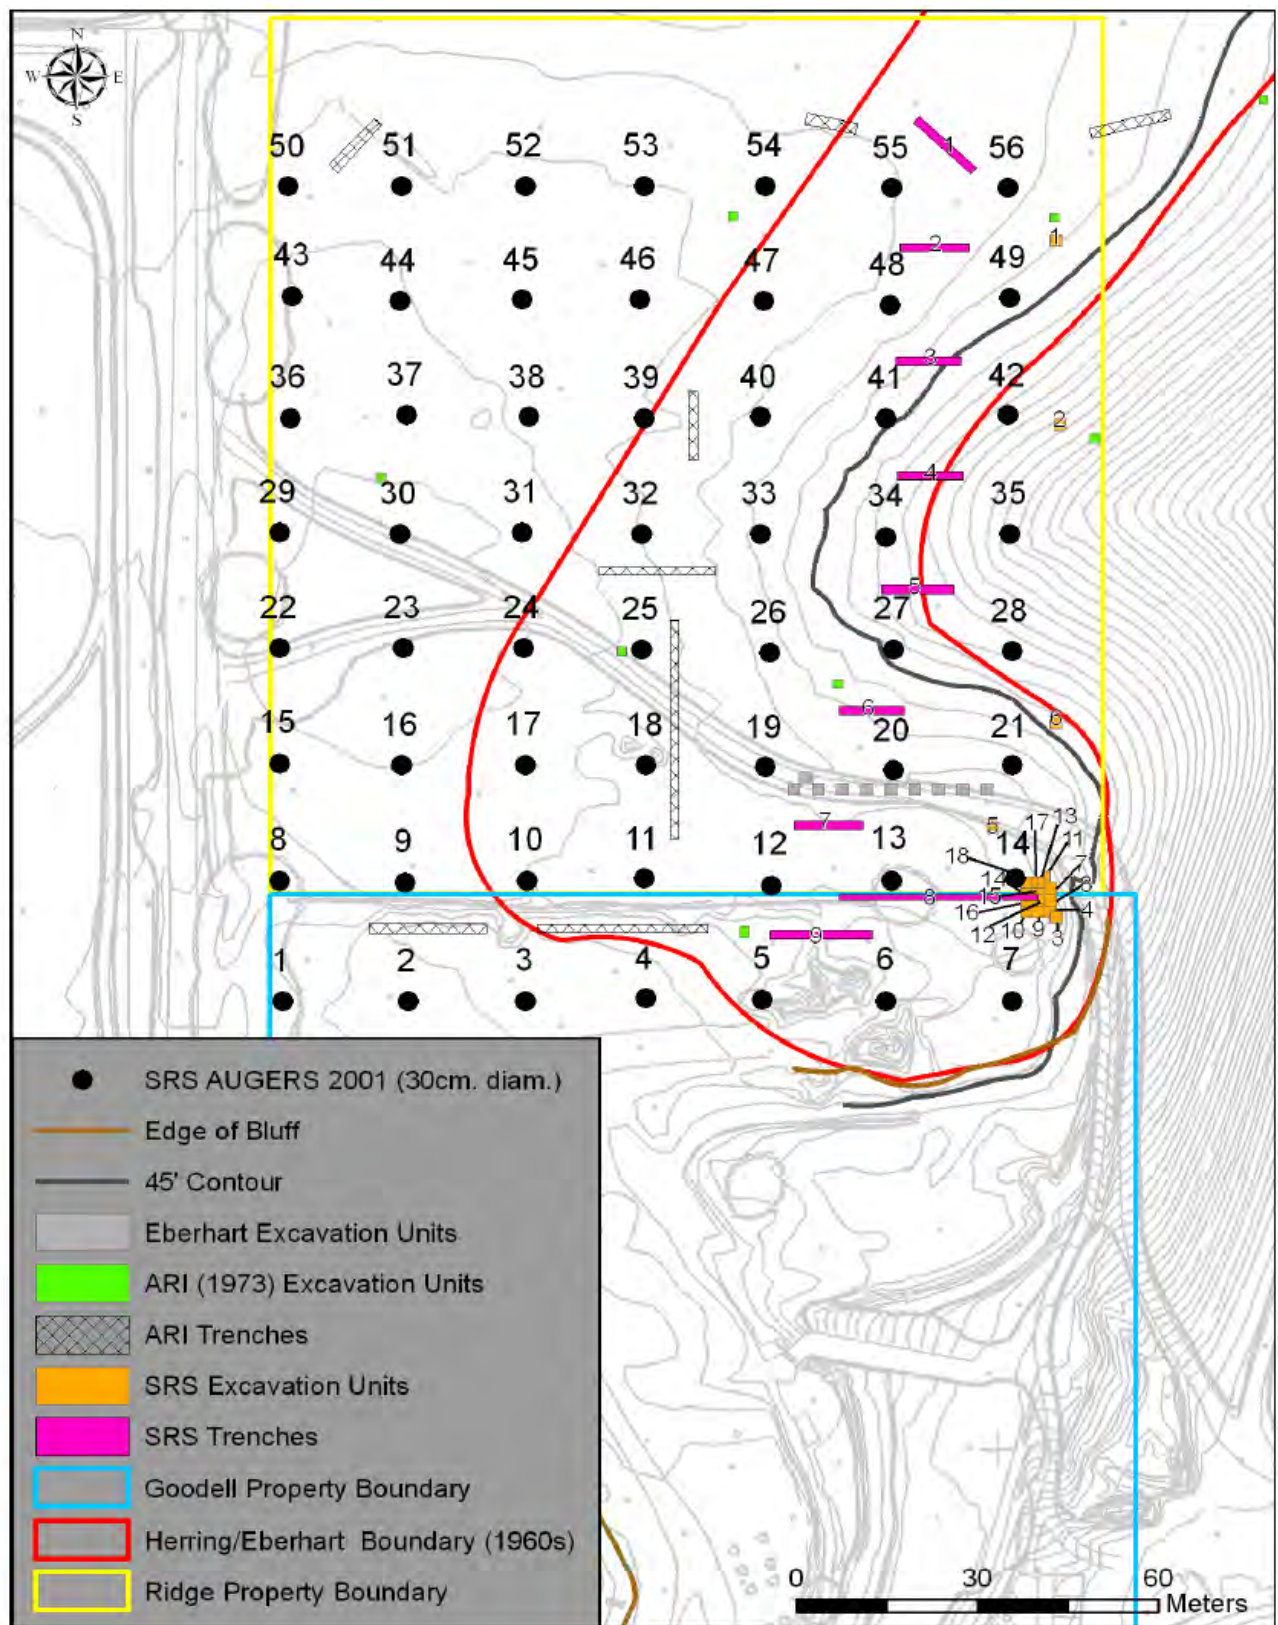 N
W E
S
50 51 52 53 54 55 1 56
43 44 45 46 47 48 2 49 1
36 37 38 39 40 41 3 42 2
29 30 31 32 33 34 4 35
22 23 24 25 26 27 5 28
15 16 17 18 19 6 20 21 6
8 9 10 11 12 7 13 14 5
17 13 11
18 7
14 8
15 8
16 4
12 10 9 3
1 2 3 4 5 9 6 7
SRS AUGERS 2001 (30cm. diam.)
Edge of Bluff
45' Contour
Eberhart Excavation Units
ARI (1973) Excavation Units
ARI Trenches
SRS Excavation Units
SRS Trenches
Goodell Property Boundary
Herring/Eberhart Boundary (1960s)
Ridge Property Boundary
0 30 60
Meters